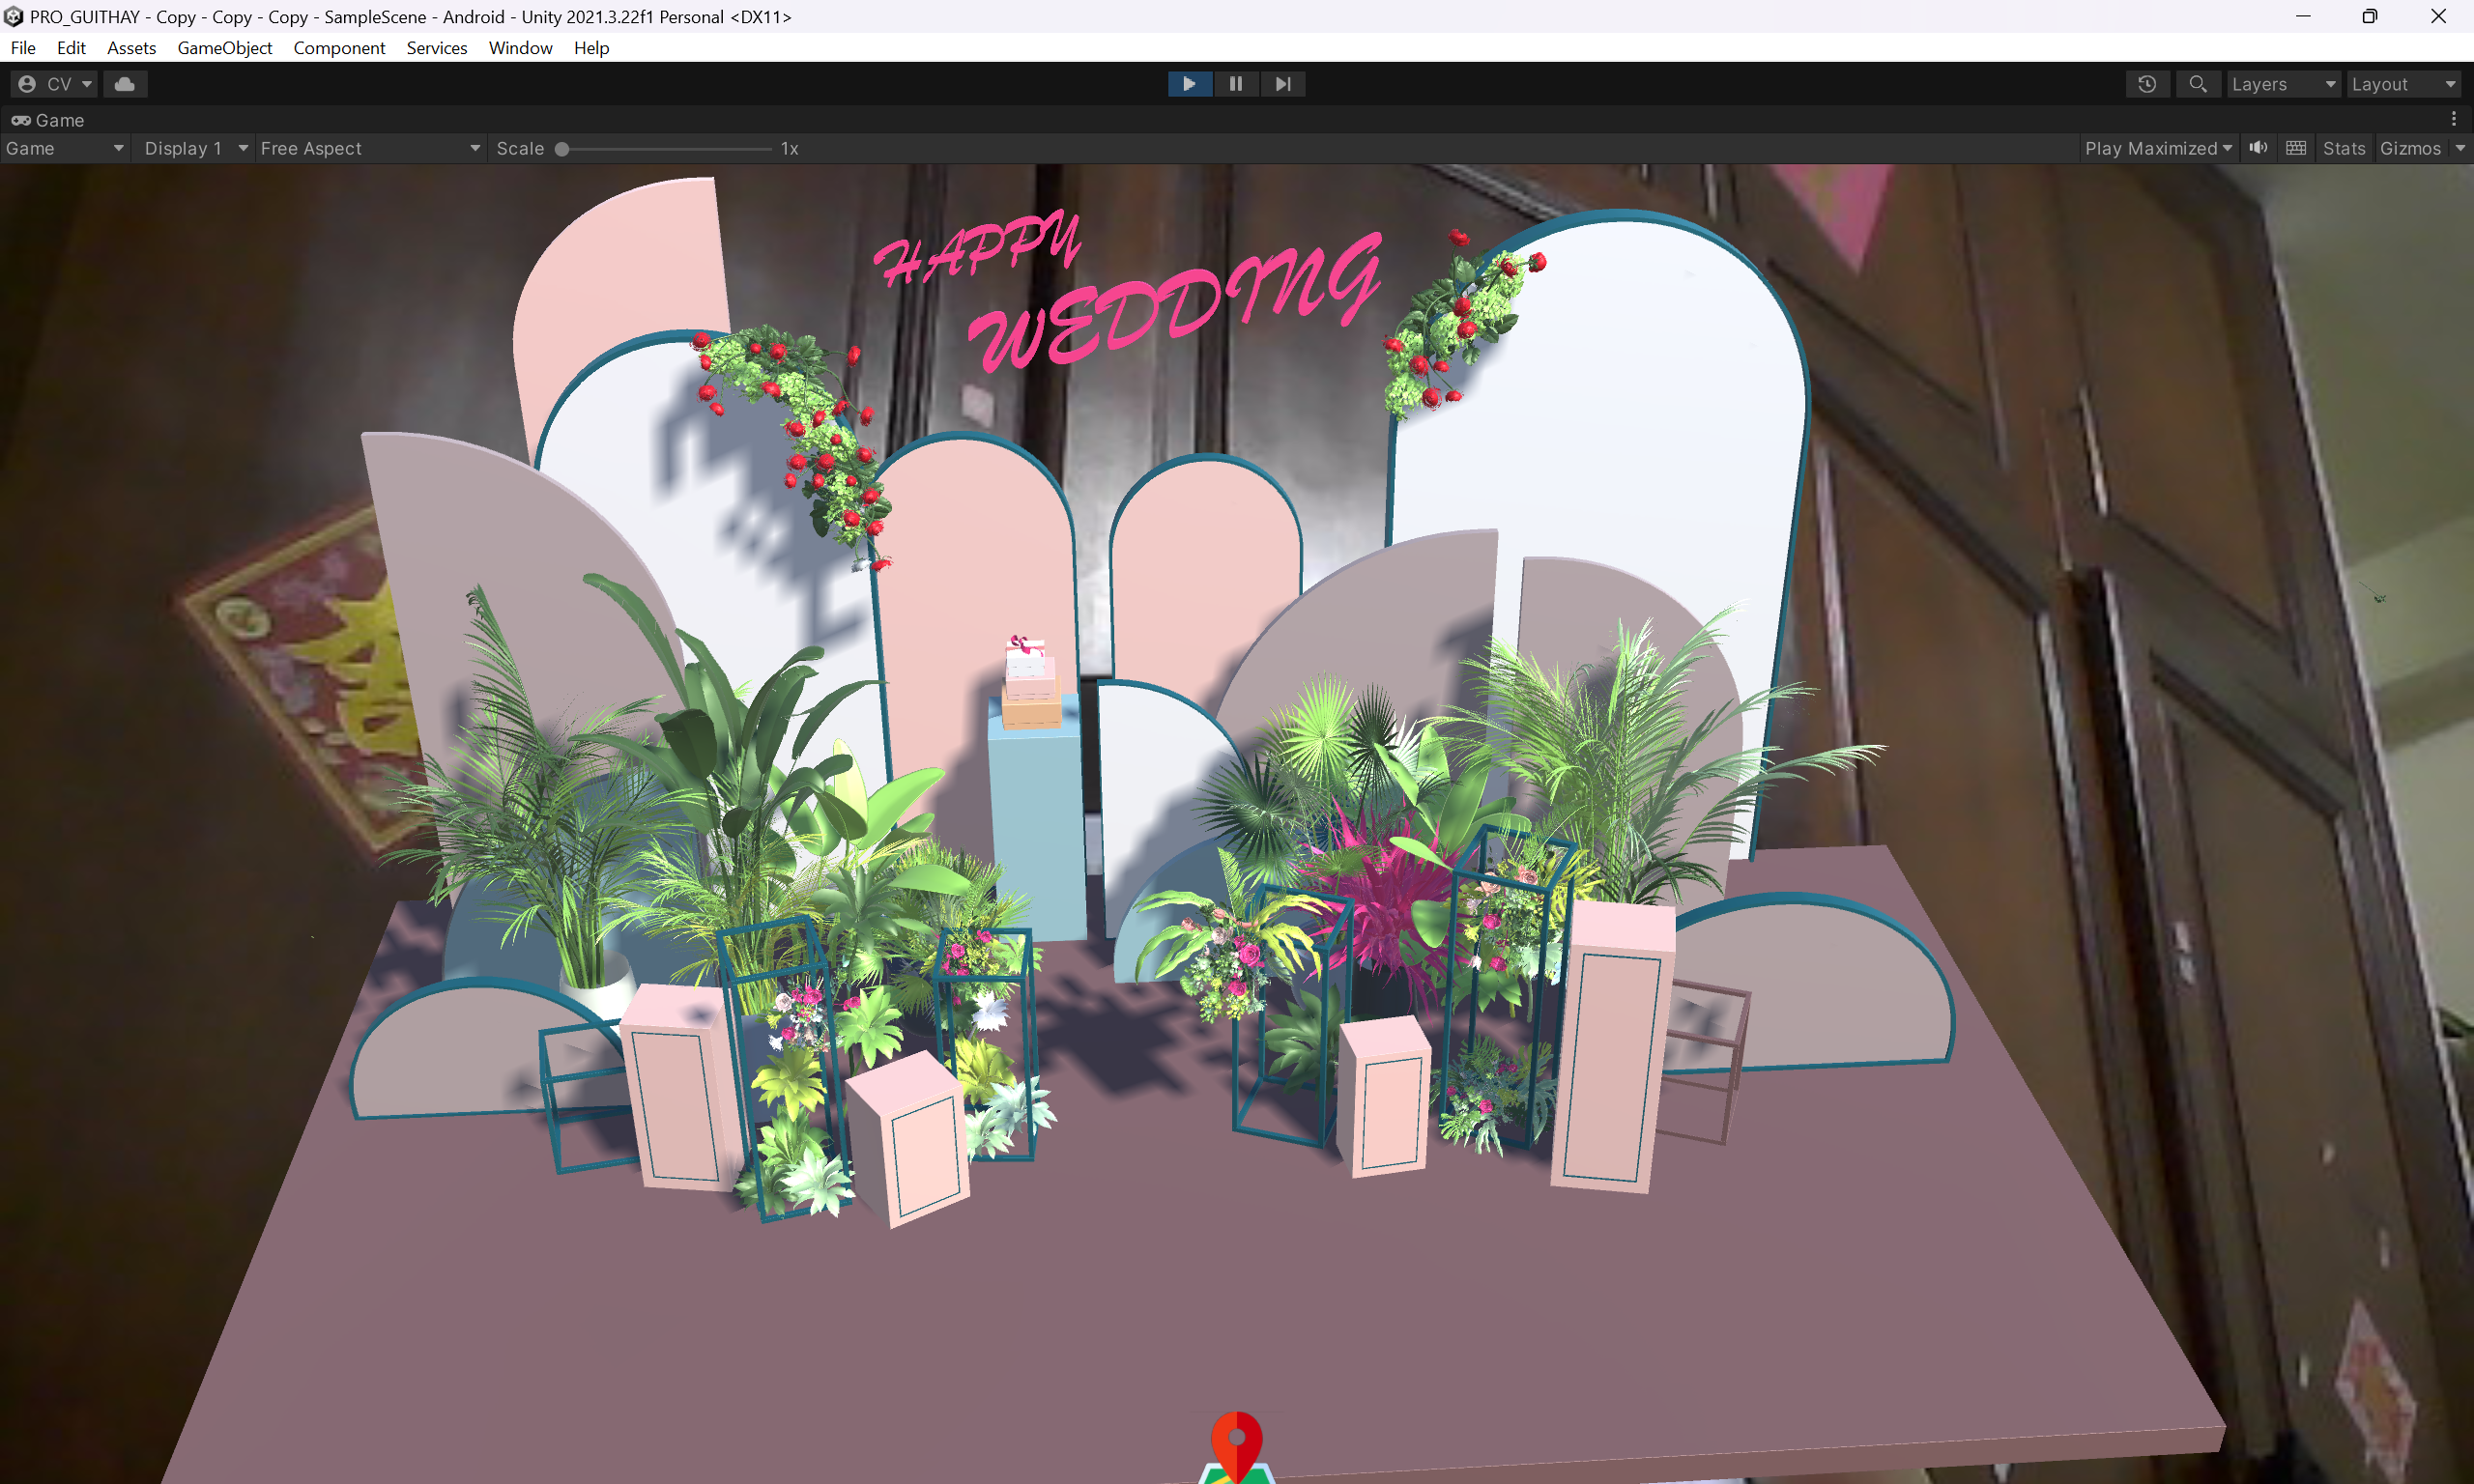 PRO_GUITHAY - Copy - Copy - Copy - SampleScene - Android - Unity 2021.3.22f1 Personal <DX11>
File Edit Assets GameObject Component Services Window Help
CV Layers Layout
Game
Game Display 1 Free Aspect Scale 1x Play Maximized Stats Gizmos
HAPPY
WEDDING